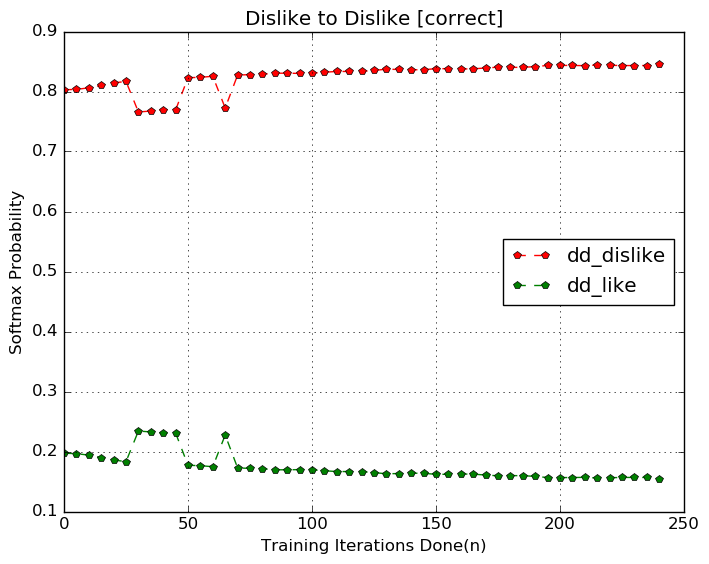 Dislike to Dislike [correct]
0.9
0.8
0.7
0.6
0.5
0.4
0.3
0.2
0.1
Softmax Probability
dd_dislike
dd_like
0 50 100 150 200 250
Training Iterations Done(n)